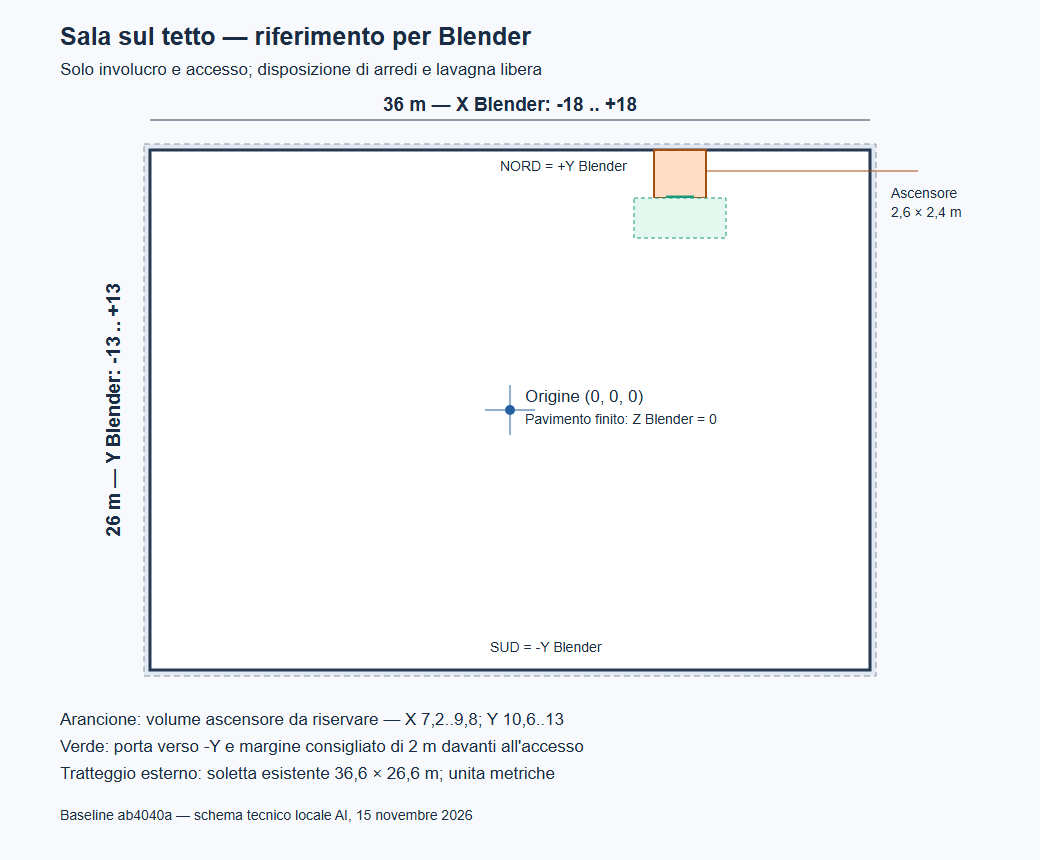 Sala sul tetto — riferimento per Blender
Solo involucro e accesso; disposizione di arredi e lavagna libera
36 m — X Blender: -18 .. +18
NORD = +Y Blender
Ascensore
2,6 × 2,4 m
26 m — Y Blender: -13 .. +13
Origine (0, 0, 0)
Pavimento finito: Z Blender = 0
SUD = -Y Blender
Arancione: volume ascensore da riservare — X 7,2..9,8; Y 10,6..13
Verde: porta verso -Y e margine consigliato di 2 m davanti all'accesso
Tratteggio esterno: soletta esistente 36,6 × 26,6 m; unita metriche
Baseline ab4040a — schema tecnico locale AI, 15 novembre 2026